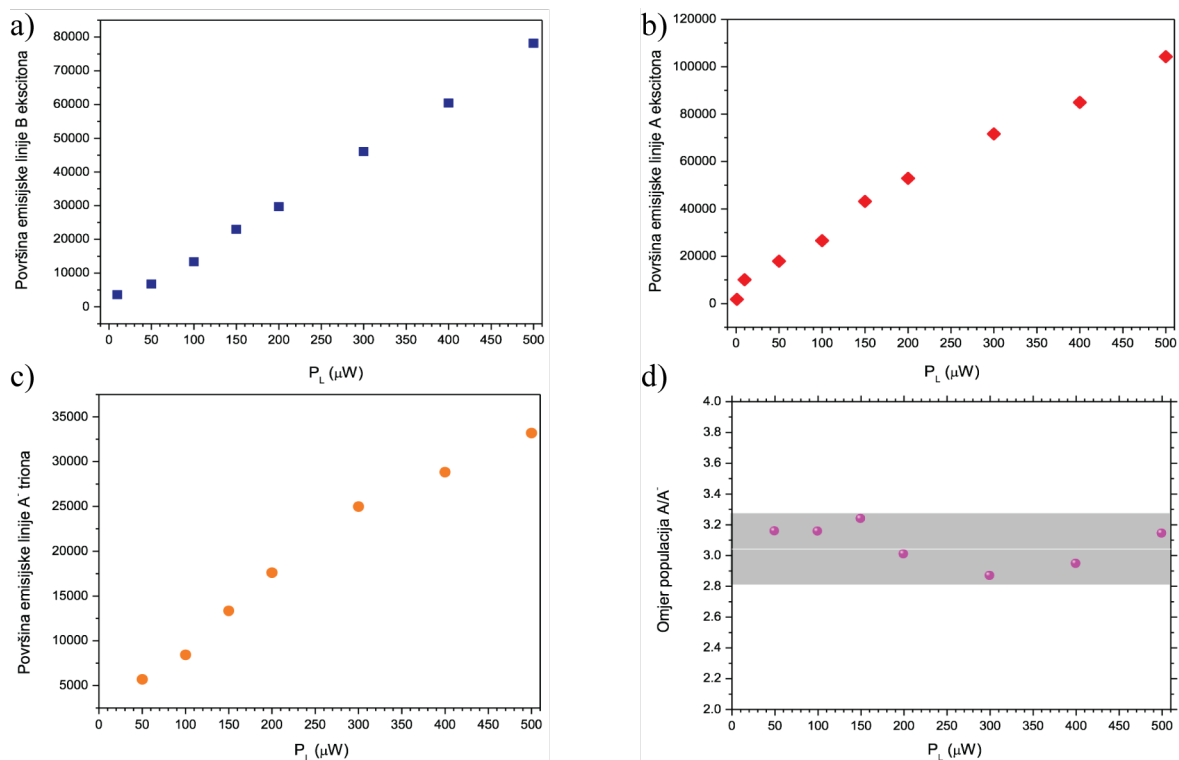 a)
Površina emisijske linije B ekscitona
80000
70000
60000
50000
40000
30000
20000
10000
0
0 50 100 150 200 250 300 350 400 450 500
P_L (μW)
b)
Površina emisijske linije A ekscitona
120000
100000
80000
60000
40000
20000
0
0 50 100 150 200 250 300 350 400 450 500
P_L (μW)
c)
Površina emisijske linije A⁻ triona
35000
30000
25000
20000
15000
10000
5000
0 50 100 150 200 250 300 350 400 450 500
P_L (μW)
d)
Omjer populacija A/A⁻
4.0
3.8
3.6
3.4
3.2
3.0
2.8
2.6
2.4
2.2
2.0
0 50 100 150 200 250 300 350 400 450 500
P_L (μW)